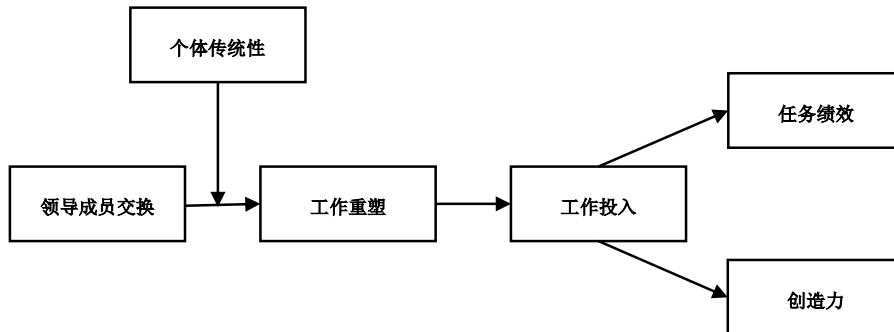 个体传统性
任务绩效
领导成员交换
工作重塑
工作投入
创造力